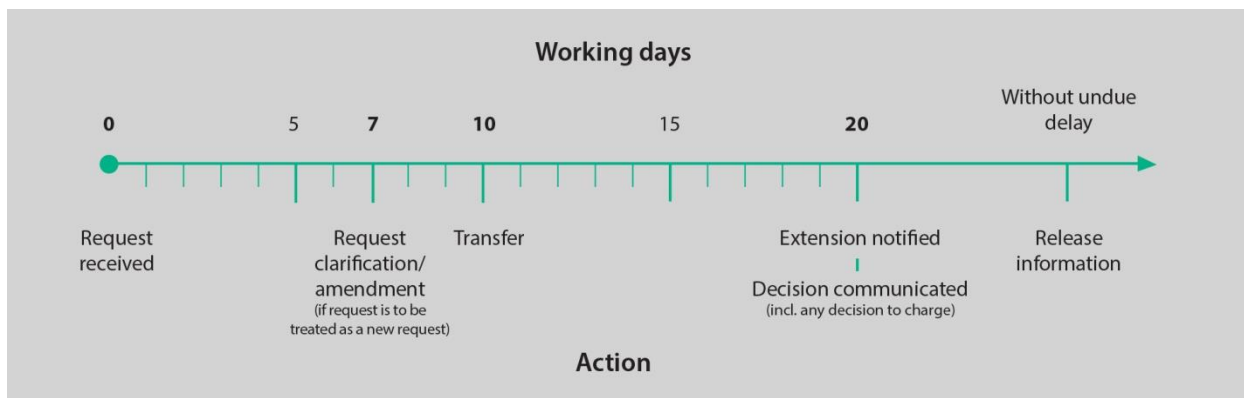 Working days
Without undue
delay
0
5
7
10
15
20
Request
received
Request
clarification/
amendment
(if request is to be
treated as a new request)
Transfer
Extension notified
Decision communicated
(incl. any decision to charge)
Release
information
Action